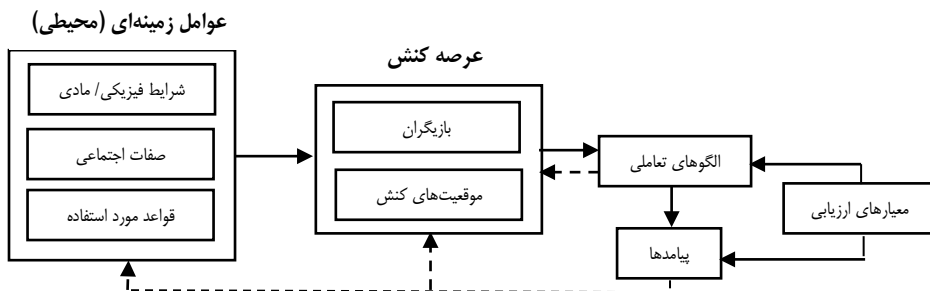 عوامل زمینه‌ای (محیطی)
شرایط فیزیکی/ مادی
صفات اجتماعی
قواعد مورد استفاده
عرصه کنش
بازیگران
موقعیت‌های کنش
الگوهای تعاملی
پیامدها
معیارهای ارزیابی